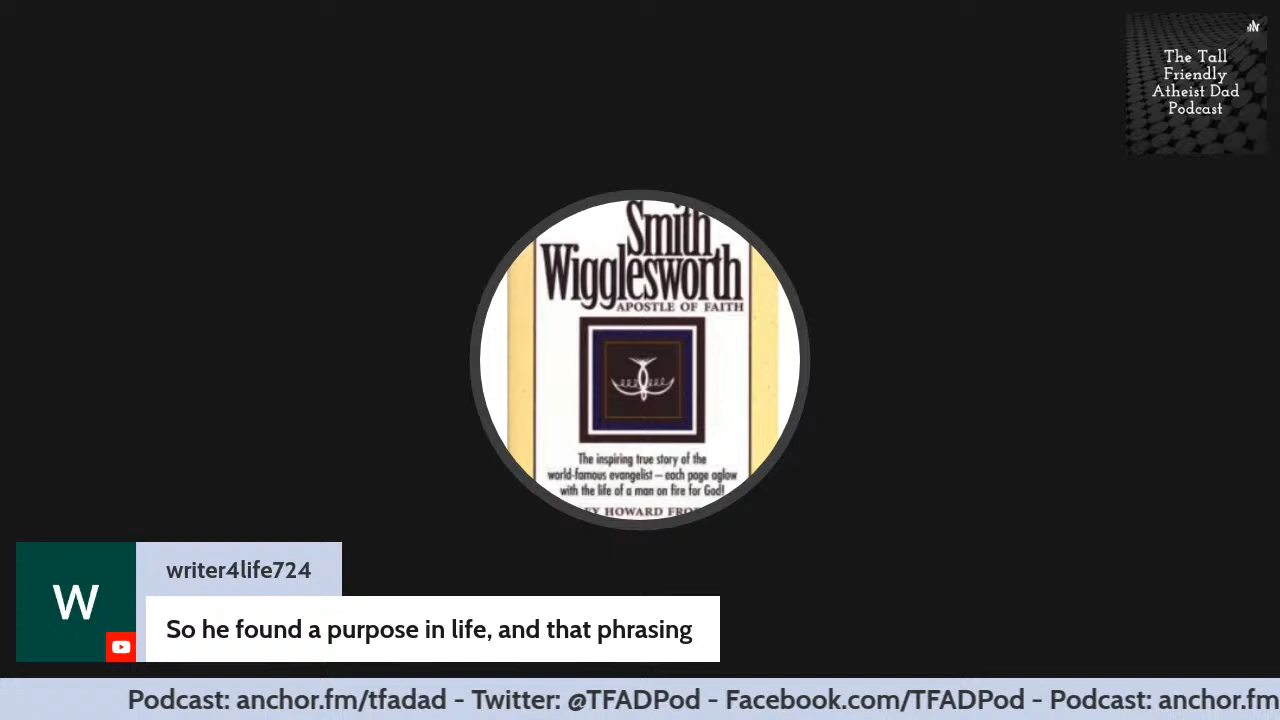 The Tall
Friendly
Atheist Dad
Podcast
Smith
Wigglesworth
APOSTLE OF FAITH
The inspiring true story of the
world-famous evangelist – each page aglow
with the life of a man on fire for God!
HOWARD
W
writer4life724
So he found a purpose in life, and that phrasing
Podcast: anchor.fm/tfadad - Twitter: @TFADPod - Facebook.com/TFADPod - Podcast: anchor.fm